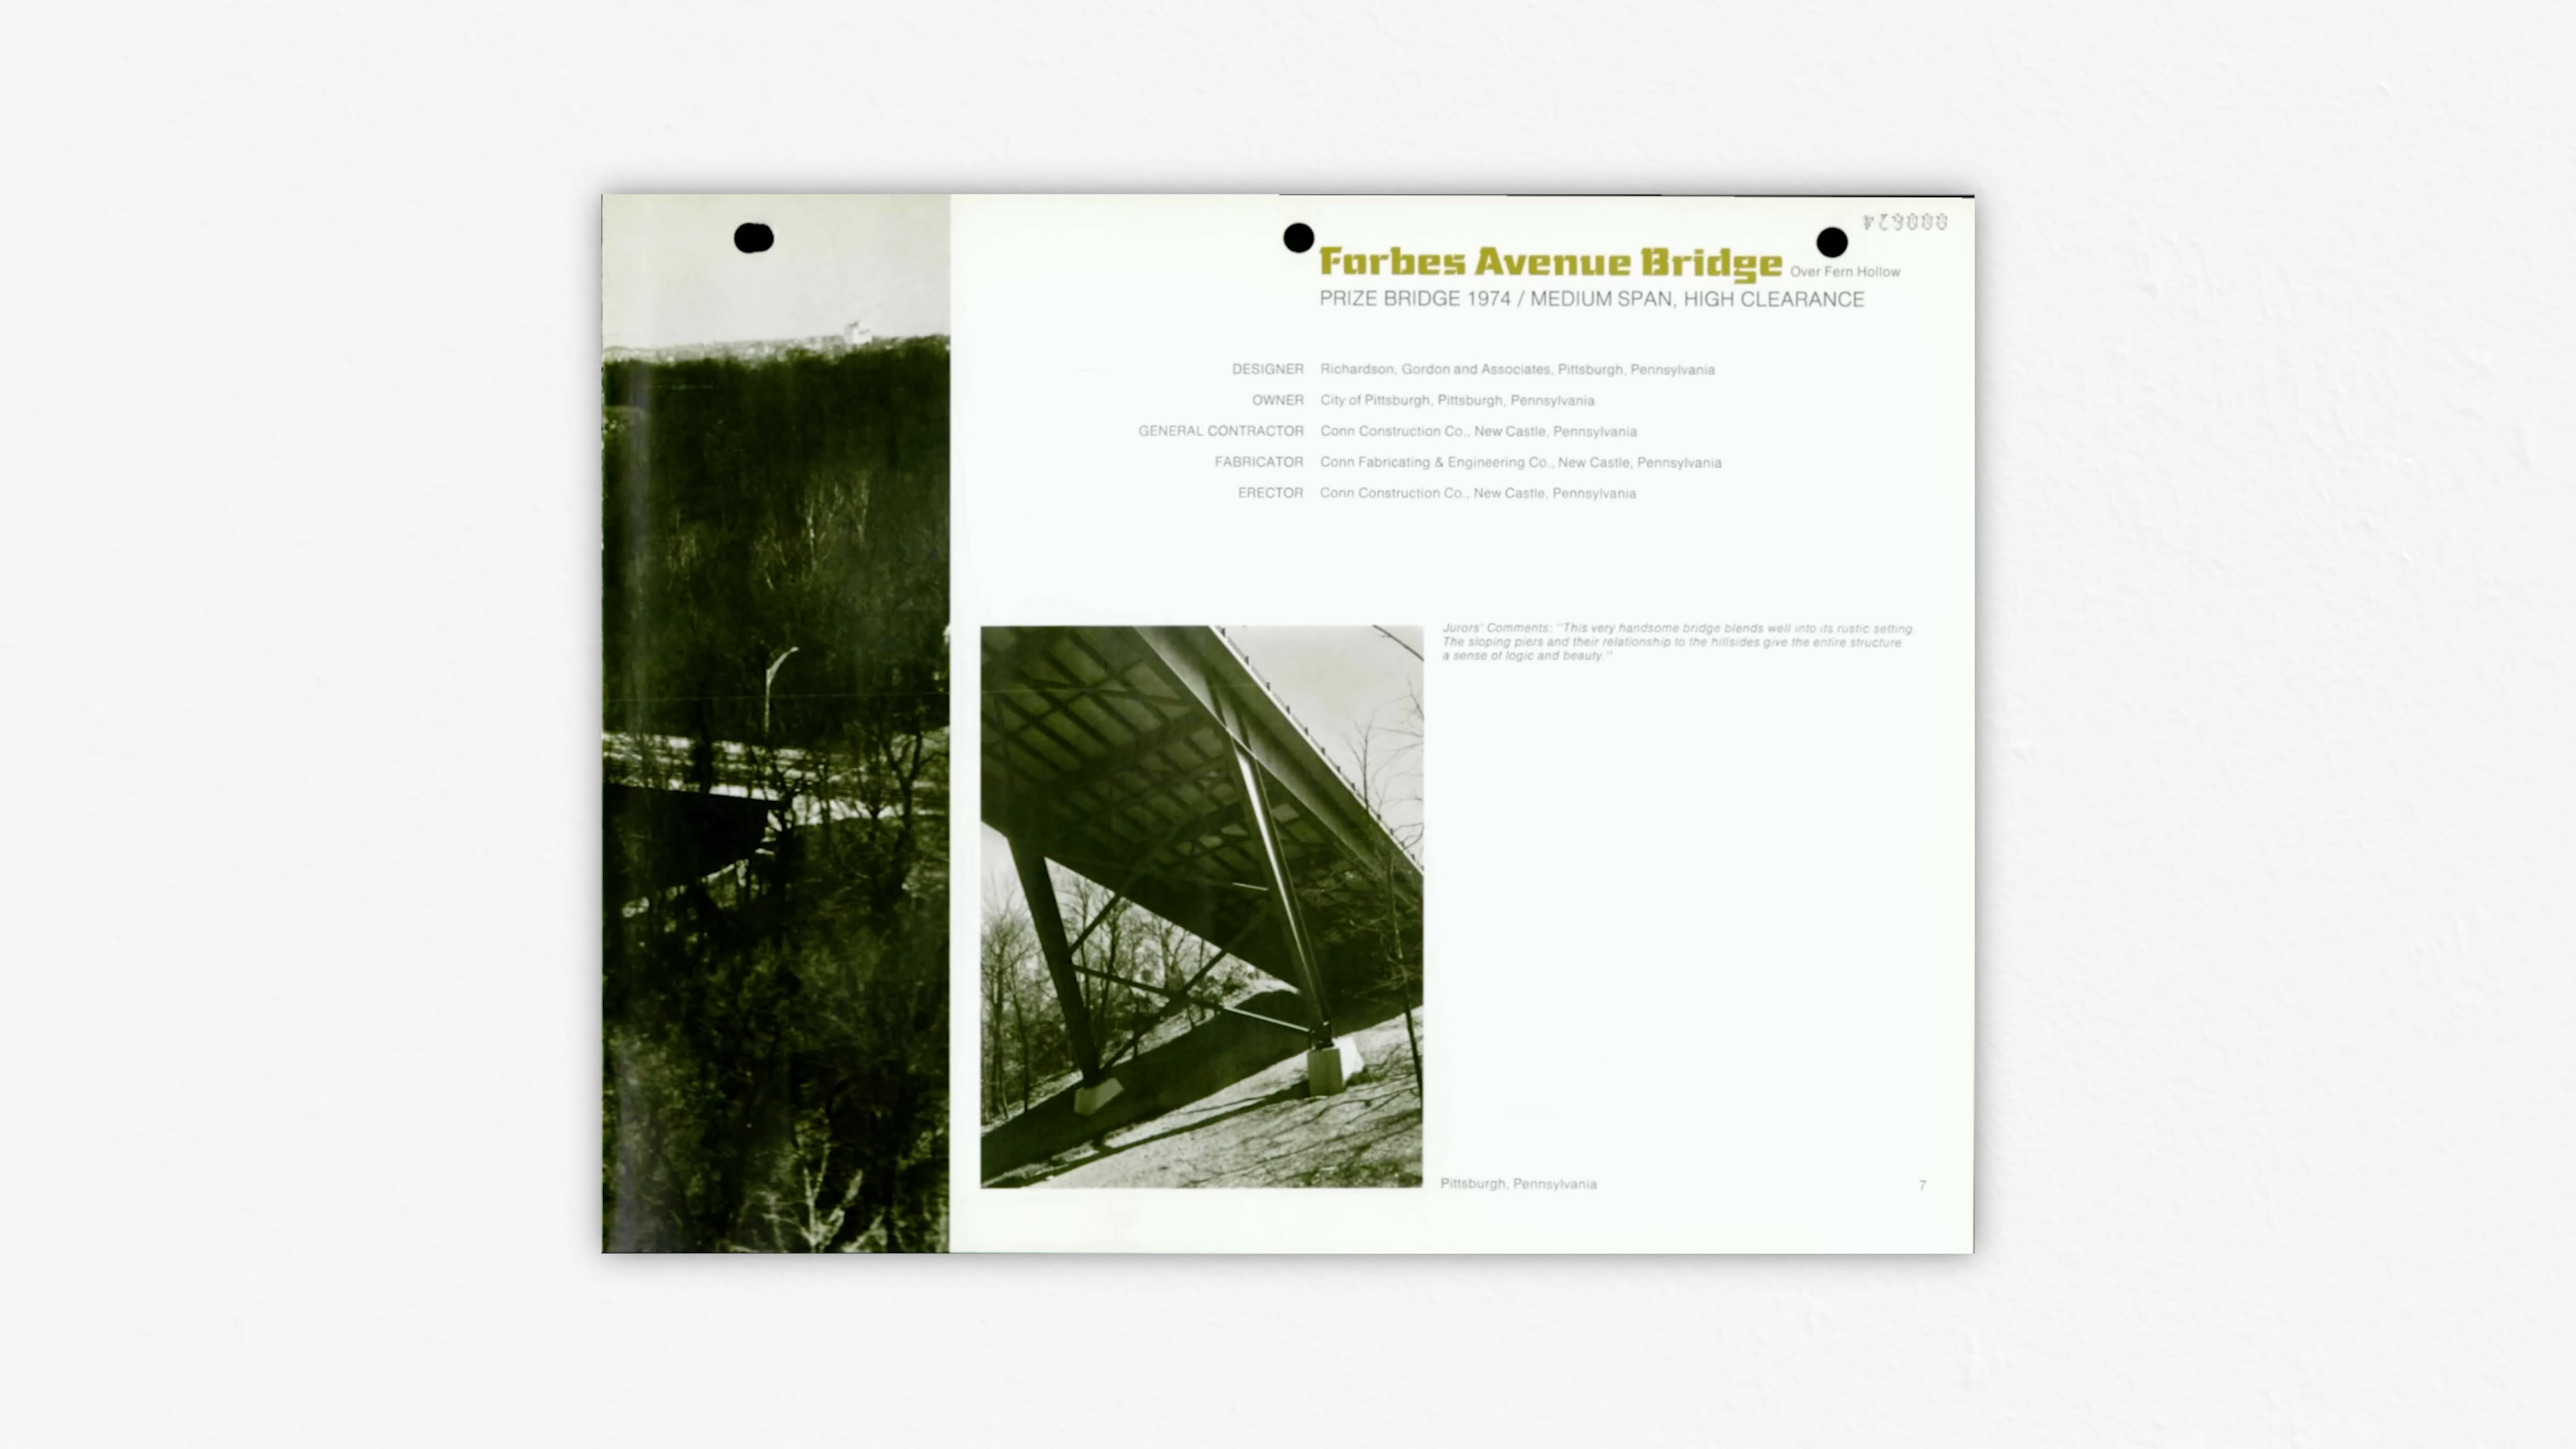 Forbes Avenue Bridge Over Fern Hollow
PRIZE BRIDGE 1974 / MEDIUM SPAN, HIGH CLEARANCE
DESIGNER Richardson, Gordon and Associates, Pittsburgh, Pennsylvania
OWNER City of Pittsburgh, Pittsburgh, Pennsylvania
GENERAL CONTRACTOR Conn Construction Co., New Castle, Pennsylvania
FABRICATOR Conn Fabricating & Engineering Co., New Castle, Pennsylvania
ERECTOR Conn Construction Co., New Castle, Pennsylvania
Jurors' Comments: "This very handsome bridge blends well into its rustic setting.
The sloping piers and their relationship to the hillsides give the entire structure
a sense of logic and beauty."
Pittsburgh, Pennsylvania
7